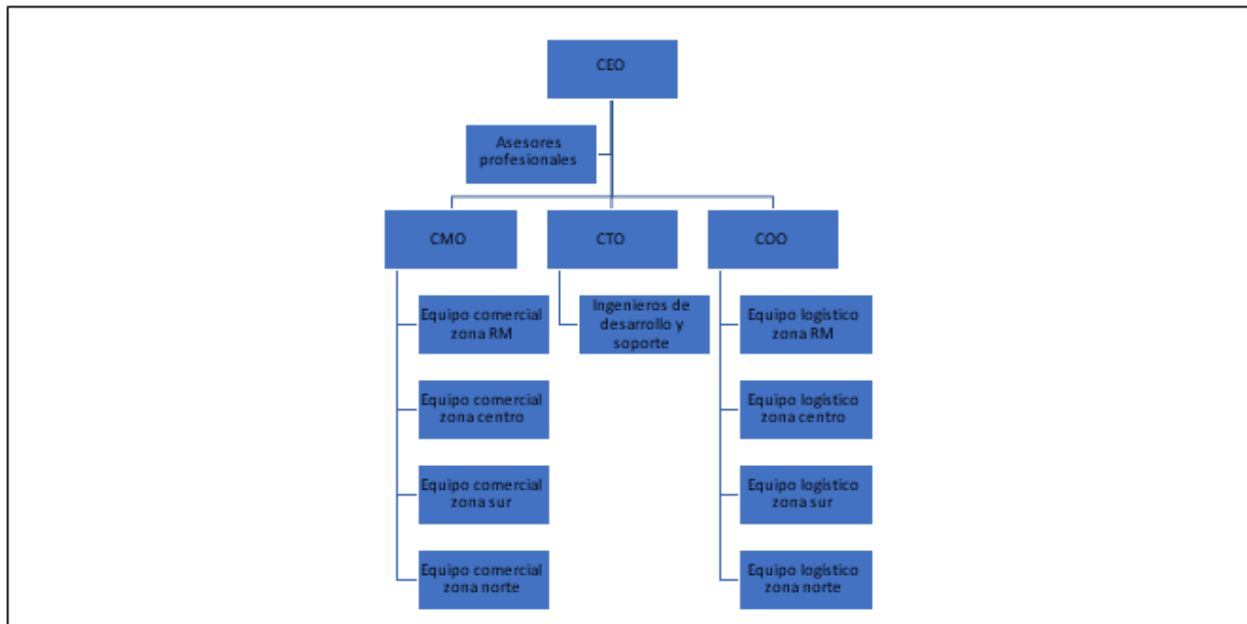 CEO
Asesores
profesionales
CMO
CTO
COO
Equipo comercial
zona RM
Ingenieros de
desarrollo y
soporte
Equipo logístico
zona RM
Equipo comercial
zona centro
Equipo logístico
zona centro
Equipo comercial
zona sur
Equipo logístico
zona sur
Equipo comercial
zona norte
Equipo logístico
zona norte